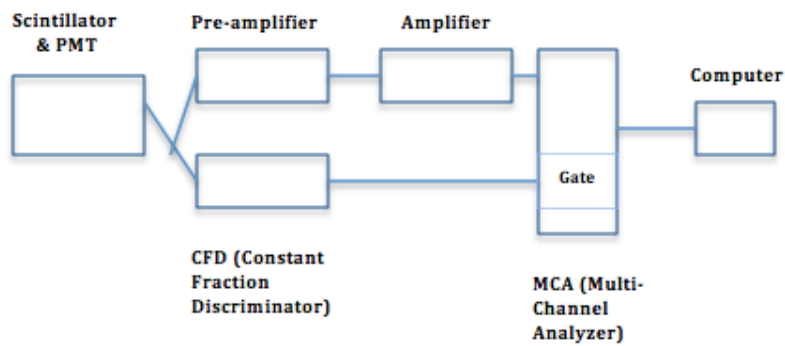 Scintillator
& PMT
Pre-amplifier
Amplifier
Computer
Gate
CFD (Constant
Fraction
Discriminator)
MCA (Multi-
Channel
Analyzer)